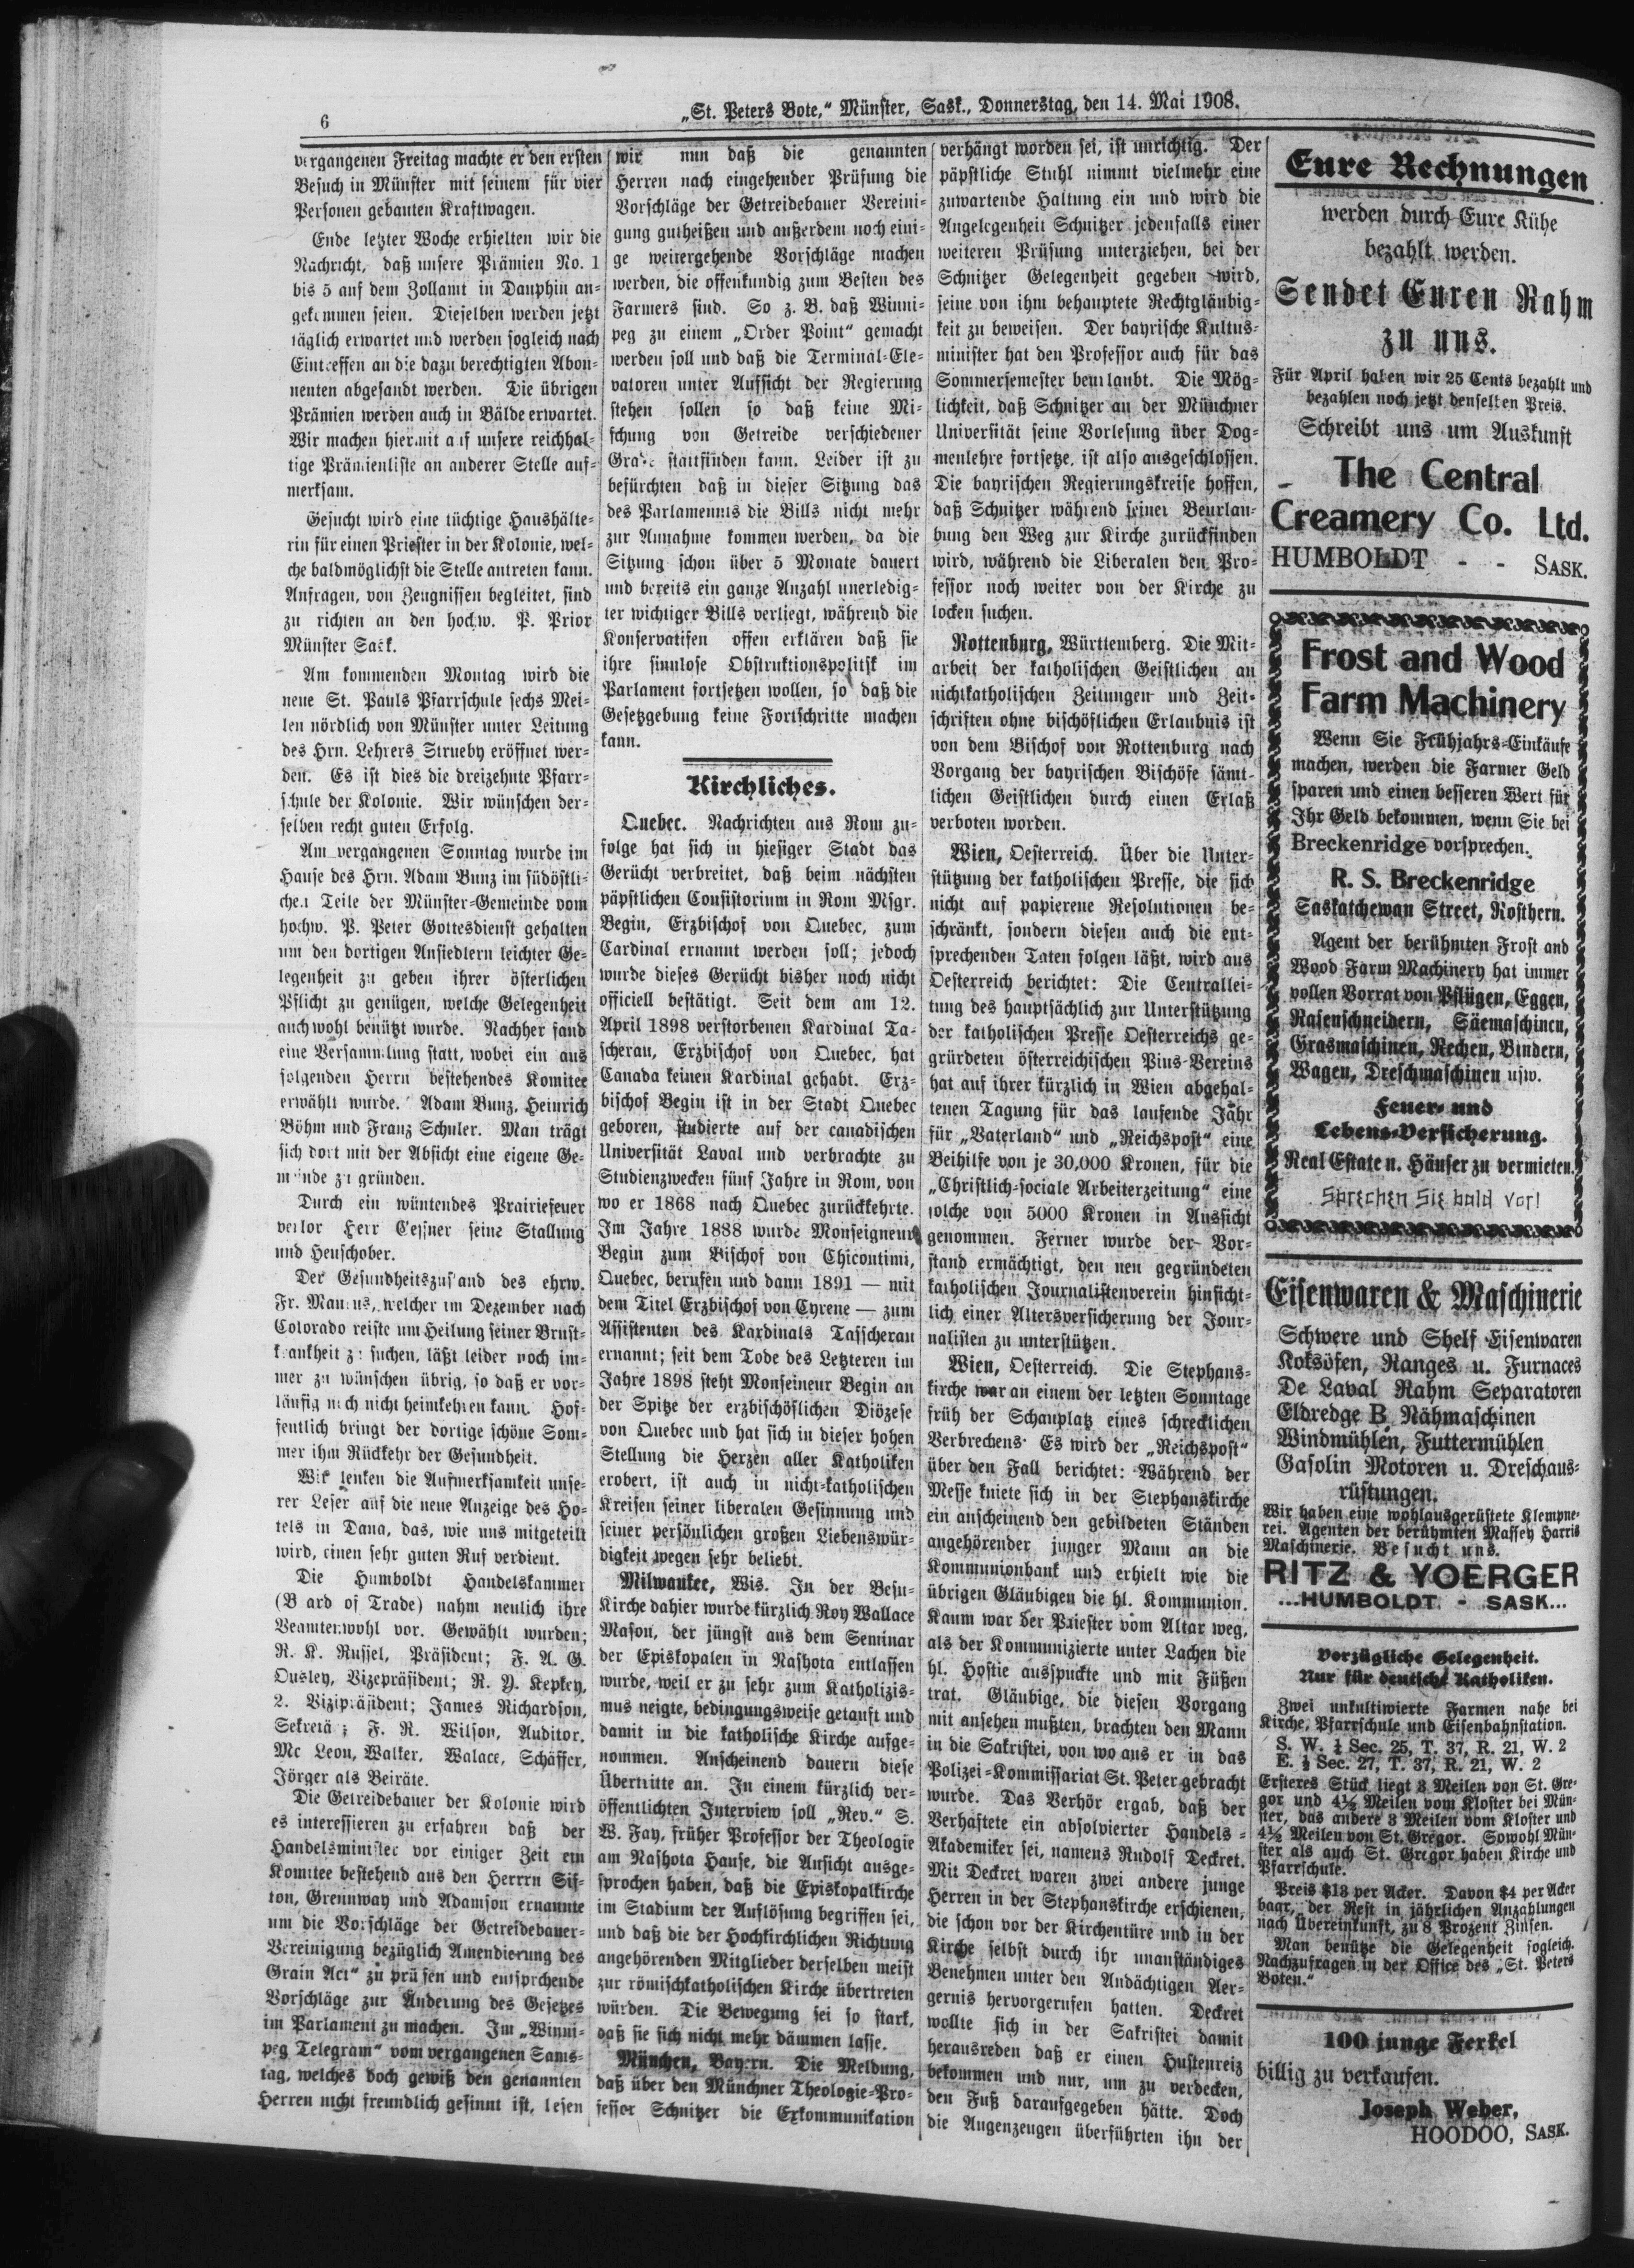 6
„St. Peters Bote,“ Münster, Sask., Donnerstag, den 14. Mai 1908.
vergangenen Freitag machte er den ersten
Besuch in Münster mit seinem für vier
Personen gebauten Kraftwagen.
Ende letzter Woche erhielten wir die
Nachricht, daß unsere Prämien No. 1
bis 5 auf dem Zollamt in Dauphin an-
gekommen seien. Dieselben werden jetzt
täglich erwartet und werden sogleich nach
Eintreffen an die dazu berechtigten Abon-
nenten abgesandt werden. Die übrigen
Prämien werden auch in Bälde erwartet.
Wir machen hiermit auf unsere reichhal-
tige Prämienliste an anderer Stelle auf-
merksam.
Gesucht wird eine tüchtige Haushälte-
rin für einen Priester in der Kolonie, wel-
che baldmöglichst die Stelle antreten kann.
Anfragen, von Zeugnissen begleitet, sind
zu richten an den hochw. P. Prior
Münster Sask.
Am kommenden Montag wird die
neue St. Pauls Pfarrschule sechs Mei-
len nördlich von Münster unter Leitung
des Hrn. Lehrers Strueby eröffnet wer-
den. Es ist dies die dreizehnte Pfarr-
schule der Kolonie. Wir wünschen der-
selben recht guten Erfolg.
Am vergangenen Sonntag wurde im
Hause des Hrn. Adam Bunz im südöstli-
chen Teile der Münster-Gemeinde vom
hochw. P. Peter Gottesdienst gehalten
um den dortigen Ansiedlern leichter Ge-
legenheit zu geben ihrer österlichen
Pflicht zu genügen, welche Gelegenheit
auch wohl benützt wurde. Nachher fand
eine Versammlung statt, wobei ein aus
folgenden Herrn bestehendes Komitee
erwählt wurde. Adam Bunz, Heinrich
Böhm und Franz Schuler. Man trägt
sich dort mit der Absicht eine eigene Ge-
meinde zu gründen.
Durch ein wüntendes Prairiefeuer
verlor Herr Cessner seine Stallung
und Heuschober.
Der Gesundheitszustand des ehrw.
Fr. Maurus, welcher im Dezember nach
Colorado reiste um Heilung seiner Brust-
krankheit zu suchen, läßt leider noch im-
mer zu wünschen übrig, so daß er vor-
läufig noch nicht heimkehren kann. Hof-
fentlich bringt der dortige schöne Som-
mer ihm Rückkehr der Gesundheit.
Wir lenken die Aufmerksamkeit unse-
rer Leser auf die neue Anzeige des Ho-
tels in Dana, das, wie uns mitgeteilt
wird, einen sehr guten Ruf verdient.
Die Humboldt Handelskammer
(Board of Trade) nahm neulich ihre
Beamtenwohl vor. Gewählt wurden;
R. K. Russel, Präsident; F. A. G.
Ousley, Vizepräsident; R. Y. Kepkey,
2. Vizipräsident; James Richardson,
Sekretär; F. R. Wilson, Auditor.
Mc Leon, Walker, Walace, Schäffer,
Jörger als Beiräte.
Die Getreidebauer der Kolonie wird
es interessieren zu erfahren daß der
Handelsminister vor einiger Zeit ein
Komitee bestehend aus den Herrrn Sif-
ton, Grennway und Adamson ernannte
um die Vorschläge der Getreidebauer-
Vereinigung bezüglich Amendierung des
Grain Act“ zu prüfen und entsprchende
Vorschläge zur Änderung des Gesetzes
im Parlament zu machen. Im „Winni-
peg Telegram“ vom vergangenen Sams-
tag, welches doch gewiß den genannten
Herren nicht freundlich gesinnt ist, lesen
wir nun daß die genannten
Herren nach eingehender Prüfung die
Vorschläge der Getreidebauer Vereini-
gung gutheißen und außerdem noch eini-
ge weitergehende Vorschläge machen
werden, die offenkundig zum Besten des
Farmers sind. So z. B. daß Winni-
peg zu einem „Order Point“ gemacht
werden soll und daß die Terminal-Ele-
vatoren unter Aufsicht der Regierung
stehen sollen so daß keine Mi-
schung von Getreide verschiedener
Grade stattfinden kann. Leider ist zu
befürchten daß in dieser Sitzung das
des Parlaments die Bills nicht mehr
zur Annahme kommen werden, da die
Sitzung schon über 5 Monate dauert
und bereits ein ganze Anzahl unerledig-
ter wichtiger Bills verliegt, während die
Konservatifen offen erklären daß sie
ihre sinnlose Obstruktionspolitik im
Parlament fortsetzen wollen, so daß die
Gesetzgebung keine Fortschritte machen
kann.
Kirchliches.
Quebec. Nachrichten aus Rom zu-
folge hat sich in hiesiger Stadt das
Gerücht verbreitet, daß beim nächsten
päpstlichen Consistorium in Rom Msgr.
Begin, Erzbischof von Quebec, zum
Cardinal ernannt werden soll; jedoch
wurde dieses Gerücht bisher noch nicht
officiell bestätigt. Seit dem am 12.
April 1898 verstorbenen Kardinal Ta-
scherau, Erzbischof von Quebec, hat
Canada keinen Kardinal gehabt. Erz-
bischof Begin ist in der Stadt Quebec
geboren, studierte auf der canadischen
Universität Laval und verbrachte zu
Studienzwecken fünf Jahre in Rom, von
wo er 1868 nach Quebec zurückkehrte.
Im Jahre 1888 wurde Monseigneur
Begin zum Bischof von Chicoutimi,
Quebec, berufen und dann 1891 — mit
dem Titel Erzbischof von Cyrene — zum
Assistenten des Kardinals Tasscherau
ernannt; seit dem Tode des Letzteren im
Jahre 1898 steht Monseineur Begin an
der Spitze der erzbischöflichen Diözese
von Quebec und hat sich in dieser hohen
Stellung die Herzen aller Katholiken
erobert, ist auch in nicht-katholischen
Kreisen seiner liberalen Gesinnung und
seiner persönlichen großen Liebenswür-
digkeit wegen sehr beliebt.
Milwaukee, Wis. In der Gesu-
Kirche dahier wurde kürzlich Roy Wallace
Mason, der jüngst aus dem Seminar
der Episkopalen in Nashota entlassen
wurde, weil er zu sehr zum Katholizis-
mus neigte, bedingungsweise getauft und
damit in die katholische Kirche aufge-
nommen. Anscheinend dauern diese
Übertritte an. In einem kürzlich ver-
öffentlichten Interview soll „Rev.“ S.
W. Fay, früher Professor der Theologie
am Nashota Hause, die Ansicht ausge-
sprochen haben, daß die Episkopalkirche
im Stadium der Auflösung begriffen sei,
und daß die der Hochkirchlichen Richtung
angehörenden Mitglieder derselben meist
zur römischkatholischen Kirche übertreten
würden. Die Bewegung sei so stark,
daß sie sich nicht mehr dämmen lasse.
München, Bayern. Die Meldung,
daß über den Münchner Theologie-Pro-
fessor Schnitzer die Exkommunikation
verhängt worden sei, ist unrichtig. Der
päpstliche Stuhl nimmt vielmehr eine
zuwartende Haltung ein und wird die
Angelegenheit Schnitzer jedenfalls einer
weiteren Prüfung unterziehen, bei der
Schnitzer Gelegenheit gegeben wird,
seine von ihm behauptete Rechtgläubig-
keit zu beweisen. Der bayrische Kultus-
minister hat den Professor auch für das
Sommersemester beurlaubt. Die Mög-
lichkeit, daß Schnitzer an der Münchner
Universität seine Vorlesung über Dog-
menlehre fortsetze, ist also ausgeschlossen.
Die bayrischen Regierungskreise hoffen,
daß Schnitzer während seiner Beurlau-
bung den Weg zur Kirche zurückfinden
wird, während die Liberalen den Pro-
fessor noch weiter von der Kirche zu
locken suchen.
Rottenburg, Württemberg. Die Mit-
arbeit der katholischen Geistlichen an
nichtkatholischen Zeitungen und Zeit-
schriften ohne bischöflichen Erlaubnis ist
von dem Bischof von Rottenburg nach
Vorgang der bayrischen Bischöfe sämt-
lichen Geistlichen durch einen Erlaß
verboten worden.
Wien, Oesterreich. Über die Unter-
stützung der katholischen Presse, die sich
nicht auf papierene Resolutionen be-
schränkt, sondern diesen auch die ent-
sprechenden Taten folgen läßt, wird aus
Oesterreich berichtet: Die Centrallei-
tung des hauptsächlich zur Unterstützung
der katholischen Presse Oesterreichs ge-
gründeten österreichischen Pius-Vereins
hat auf ihrer kürzlich in Wien abgehal-
tenen Tagung für das laufende Jahr
für „Vaterland“ und „Reichspost“ eine
Beihilfe von je 30,000 Kronen, für die
„Christlich-sociale Arbeiterzeitung“ eine
solche von 5000 Kronen in Aussicht
genommen. Ferner wurde der Vor-
stand ermächtigt, den neu gegründeten
katholischen Journalistenverein hinsicht-
lich einer Altersversicherung der Jour-
nalisten zu unterstützen.
Wien, Oesterreich. Die Stephans-
kirche war an einem der letzten Sonntage
früh der Schauplatz eines schrecklichen
Verbrechens. Es wird der „Reichspost“
über den Fall berichtet: Während der
Messe kniete sich in der Stephanskirche
ein anscheinend den gebildeten Ständen
angehörender junger Mann an die
Kommunionbank und erhielt wie die
übrigen Gläubigen die hl. Kommunion.
Kaum war der Priester vom Altar weg,
als der Kommunizierte unter Lachen die
hl. Hostie ausspuckte und mit Füßen
trat. Gläubige, die diesen Vorgang
mit ansehen mußten, brachten den Mann
in die Sakristei, von wo aus er in das
Polizei-Kommissariat St. Peter gebracht
wurde. Das Verhör ergab, daß der
Verhaftete ein absolvierter Handels-
Akademiker sei, namens Rudolf Deckret.
Mit Deckret waren zwei andere junge
Herren in der Stephanskirche erschienen,
die schon vor der Kirchentüre und in der
Kirche selbst durch ihr unanständiges
Benehmen unter den Andächtigen Aer-
gernis hervorgerufen hatten. Deckret
wollte sich in der Sakristei damit
herausreden daß er einen Hustenreiz
bekommen und nur, um zu verdecken,
den Fuß daraufgegeben hätte. Doch
die Augenzeugen überführten ihn der
Eure Rechnungen
werden durch Eure Kühe
bezahlt werden.
Sendet Euren Rahm
zu uns.
Für April haben wir 25 Cents bezahlt und
bezahlen noch jetzt denselben Preis.
Schreibt uns um Auskunft
The Central
Creamery Co. Ltd.
HUMBOLDT - - SASK.
Frost and Wood
Farm Machinery
Wenn Sie Frühjahrs-Einkäufe
machen, werden die Farmer Geld
sparen und einen besseren Wert für
Ihr Geld bekommen, wenn Sie bei
Breckenridge vorsprechen.
R. S. Breckenridge
Saskatchewan Street, Rosthern.
Agent der berühmten Frost and
Wood Farm Machinery hat immer
vollen Vorrat von Pflügen, Eggen,
Rasenschneidern, Säemaschinen,
Grasmaschinen, Rechen, Bindern,
Wagen, Dreschmaschinen usw.
Feuer- und
Lebens-Versicherung.
Real Estate u. Häuser zu vermieten.
Sprechen Sie bald vor!
Eisenwaren & Maschinerie
Schwere und Shelf Eisenwaren
Koksöfen, Ranges u. Furnaces
De Laval Rahm Separatoren
Eldredge B Nähmaschinen
Windmühlen, Futtermühlen
Gasolin Motoren u. Dreschaus-
rüstungen.
Wir haben eine wohlausgerüstete Klempne-
rei. Agenten der berühmten Massey Harris
Maschinerie. Besucht uns.
RITZ & YOERGER
...HUMBOLDT - SASK...
Vorzügliche Gelegenheit.
Nur für deutsche Katholiken.
Zwei unkultivierte Farmen nahe bei
Kirche, Pfarrschule und Eisenbahnstation.
S. W. ¼ Sec. 25, T. 37, R. 21, W. 2
E. ½ Sec. 27, T. 37, R. 21, W. 2
Ersteres Stück liegt 3 Meilen von St. Gre-
gor und 4½ Meilen vom Kloster bei Mün-
ster, das andere 3 Meilen vom Kloster und
4½ Meilen von St. Gregor. Sowohl Mün-
ster als auch St. Gregor haben Kirche und
Pfarrschule.
Preis $13 per Acker. Davon $4 per Acker
baar, der Rest in jährlichen Anzahlungen
nach Übereinkunft, zu 8 Prozent Zinsen.
Man benütze die Gelegenheit sogleich.
Nachzufragen in der Office des „St. Peters
Boten.“
100 junge Ferkel
billig zu verkaufen.
Joseph Weber,
HOODOO, SASK.